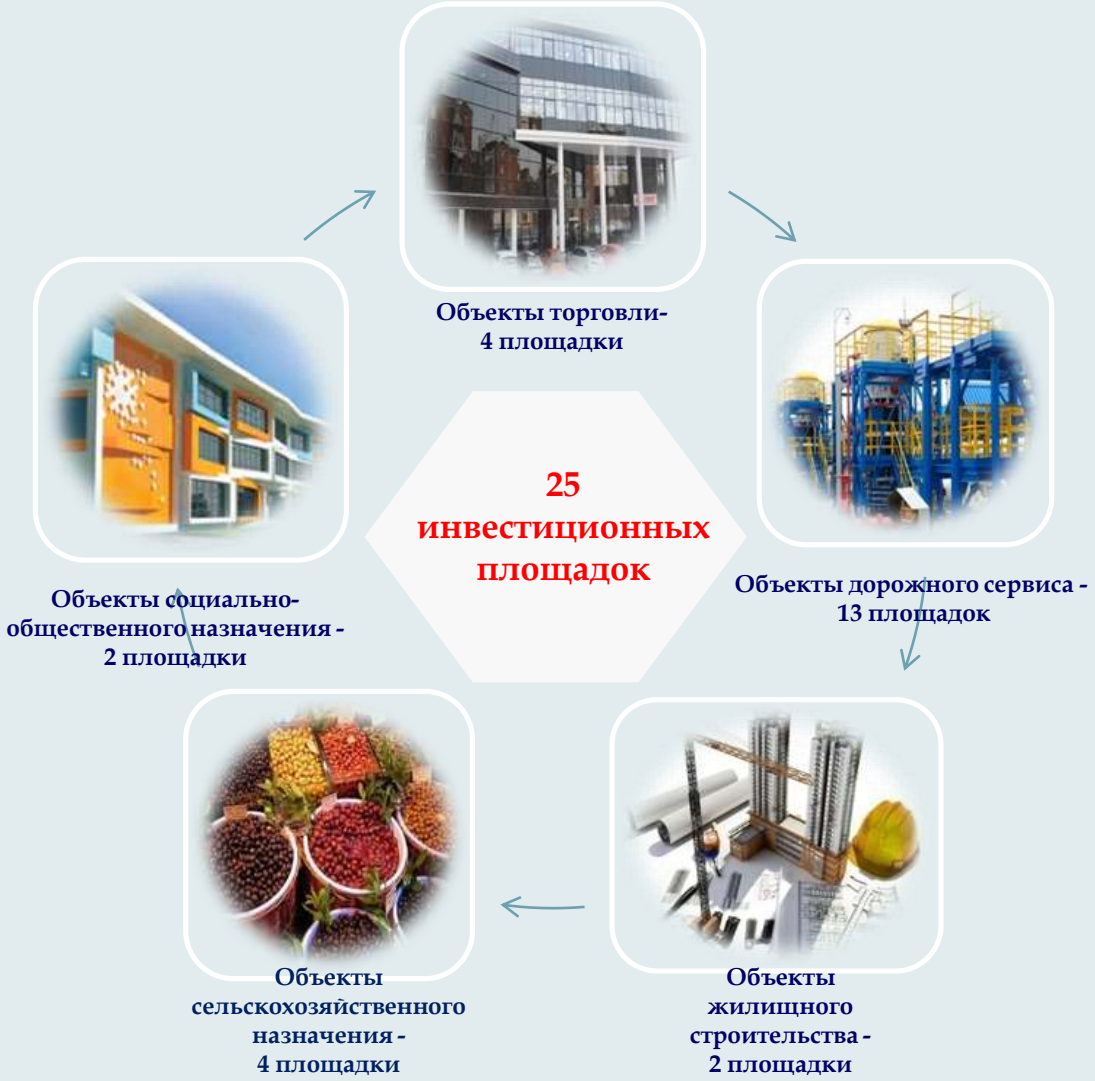 Объекты торговли-
4 площадки
25
инвестиционных
площадок
Объекты дорожного сервиса -
13 площадок
Объекты социально-
общественного назначения -
2 площадки
Объекты
сельскохозяйственного
назначения -
4 площадки
Объекты
жилищного
строительства -
2 площадки